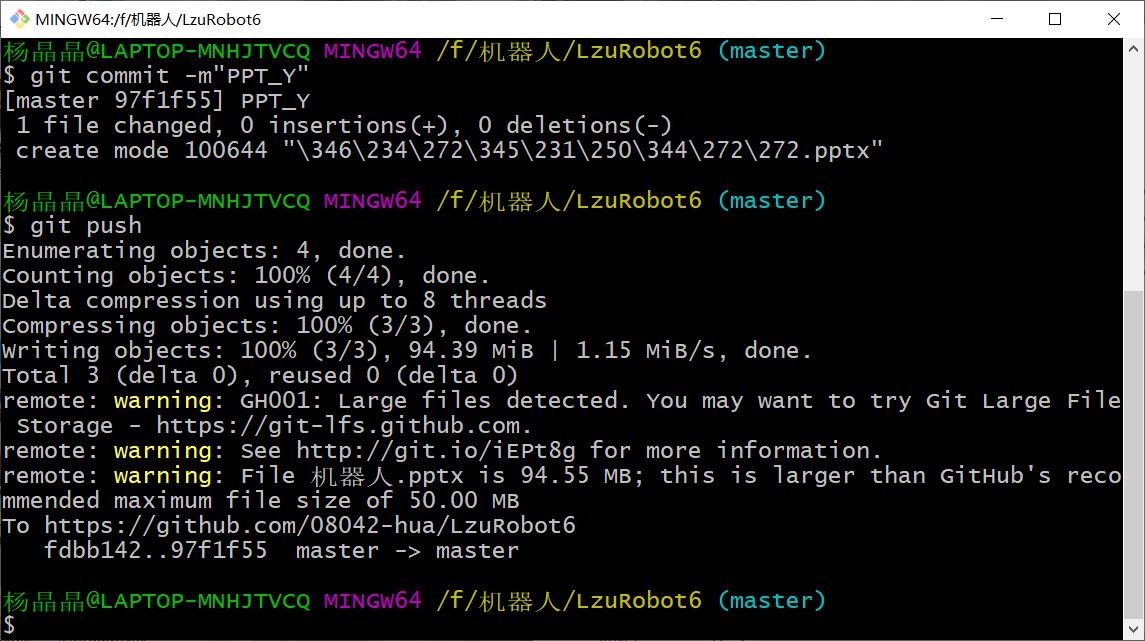 MINGW64:/f/机器人/LzuRobot6
杨晶晶@LAPTOP-MNHJTVCQ MINGW64 /f/机器人/LzuRobot6 (master)
$ git commit -m"PPT_Y"
[master 97f1f55] PPT_Y
 1 file changed, 0 insertions(+), 0 deletions(-)
 create mode 100644 "\346\234\272\345\231\250\344\272\272.pptx"
杨晶晶@LAPTOP-MNHJTVCQ MINGW64 /f/机器人/LzuRobot6 (master)
$ git push
Enumerating objects: 4, done.
Counting objects: 100% (4/4), done.
Delta compression using up to 8 threads
Compressing objects: 100% (3/3), done.
Writing objects: 100% (3/3), 94.39 MiB | 1.15 MiB/s, done.
Total 3 (delta 0), reused 0 (delta 0)
remote: warning: GH001: Large files detected. You may want to try Git Large File
 Storage - https://git-lfs.github.com.
remote: warning: See http://git.io/iEPt8g for more information.
remote: warning: File 机器人.pptx is 94.55 MB; this is larger than GitHub's reco
mmended maximum file size of 50.00 MB
To https://github.com/08042-hua/LzuRobot6
   fdbb142..97f1f55  master -> master
杨晶晶@LAPTOP-MNHJTVCQ MINGW64 /f/机器人/LzuRobot6 (master)
$